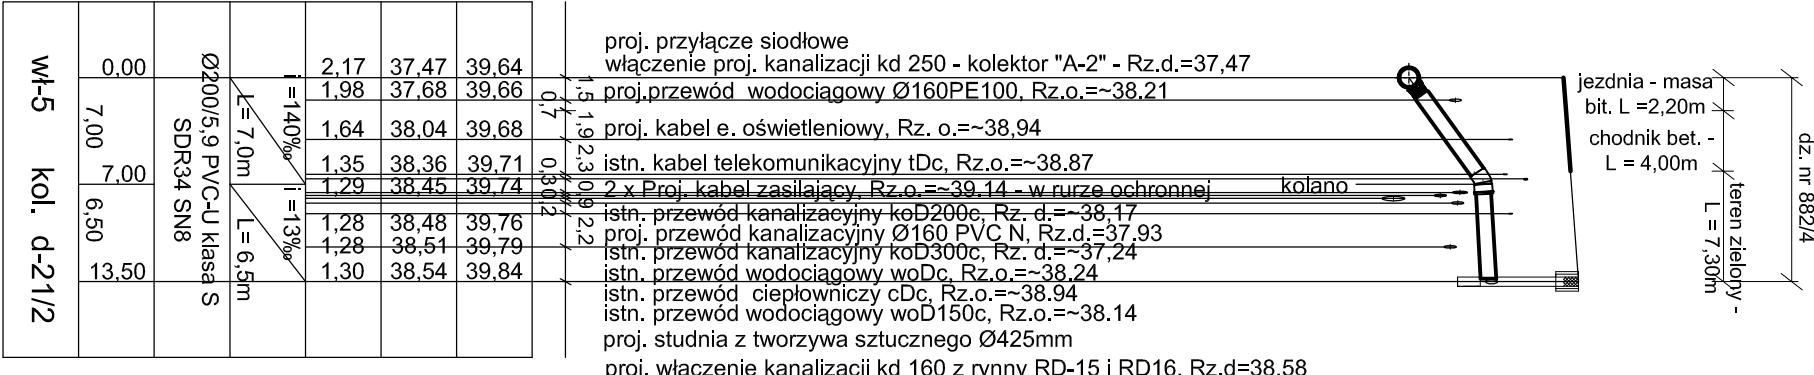 wł-5 kol. d-21/2
0,00
7,00
7,00
6,50
13,50
Ø200/5,9 PVC-U klasa S
SDR34 SN8
L= 7,0m
i =140‰
L= 6,5m
i =13‰
2,17 37,47 39,64
1,98 37,68 39,66
1,64 38,04 39,68
1,35 38,36 39,71
1,29 38,45 39,74
1,28 38,48 39,76
1,28 38,51 39,79
1,30 38,54 39,84
1,5
0,7
1,9
2,3
0,3
0,2
0,9
2,2
proj. przyłącze siodłowe
włączenie proj. kanalizacji kd 250 - kolektor "A-2" - Rz.d.=37,47
proj.przewód wodociągowy Ø160PE100, Rz.o.=~38.21
proj. kabel e. oświetleniowy, Rz. o.=~38,94
istn. kabel telekomunikacyjny tDc, Rz.o.=~38.87
2 x Proj. kabel zasilający, Rz.o.=~39.14 - w rurze ochronnej
istn. przewód kanalizacyjny koD200c, Rz. d.=~38,17
proj. przewód kanalizacyjny Ø160 PVC N, Rz.d.=37.93
istn. przewód kanalizacyjny koD300c, Rz. d.=~37,24
istn. przewód wodociągowy woDc, Rz.o.=~38.24
istn. przewód ciepłowniczy cDc, Rz.o.=~38.94
istn. przewód wodociągowy woD150c, Rz.o.=~38.14
proj. studnia z tworzywa sztucznego Ø425mm
proj. włączenie kanalizacji kd 160 z rynny RD-15 i RD16, Rz.d=38.58
kolano
jezdnia - masa
bit. L =2,20m
chodnik bet. -
L = 4,00m
teren zielony -
L = 7,30m
dz. nr 882/4